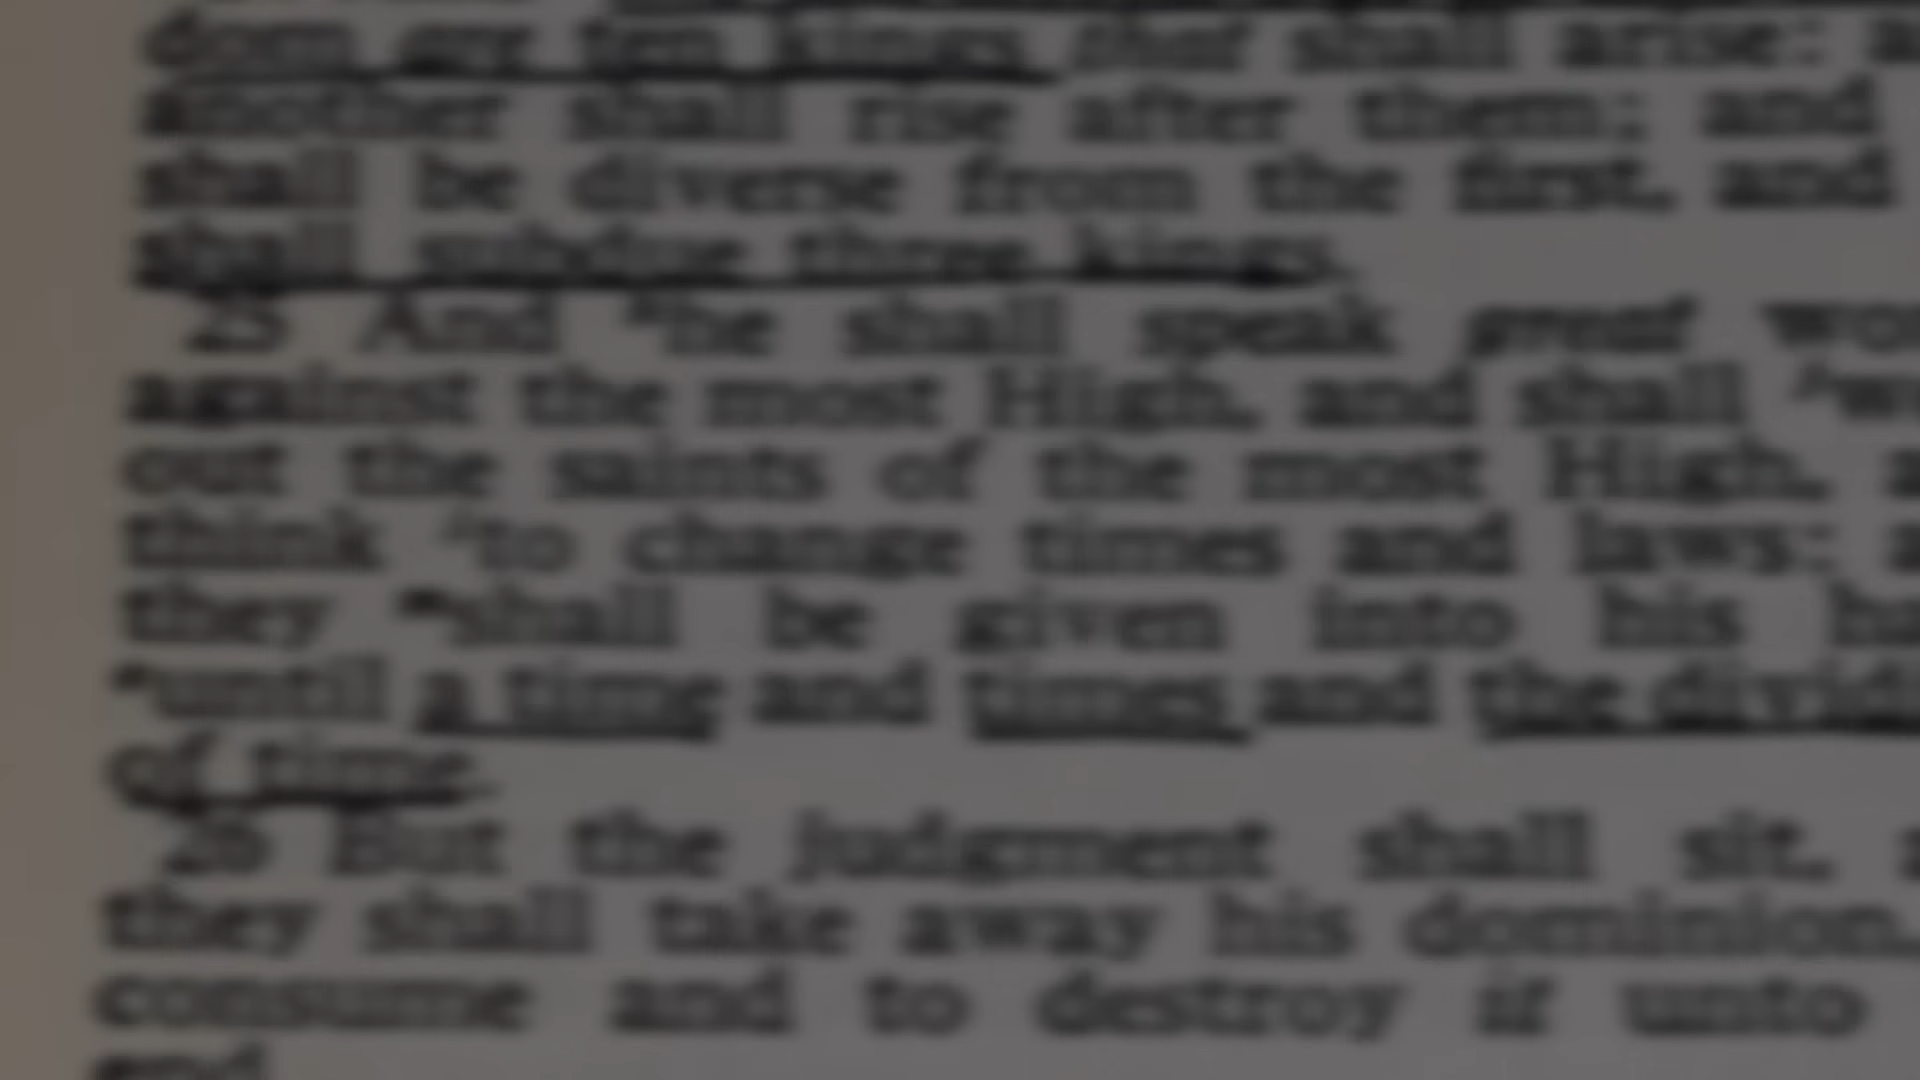 dom are ten kings that shall arise:
another shall rise after them; and
shall be diverse from the first, and
shall subdue three kings.
25 And he shall speak great
against the most High, and shall
out the saints of the most High,
think to change times and laws:
they shall be given into his
until a time and times and the
of time.
26 But the judgment shall sit,
they shall take away his dominion,
consume and to destroy it unto
end.